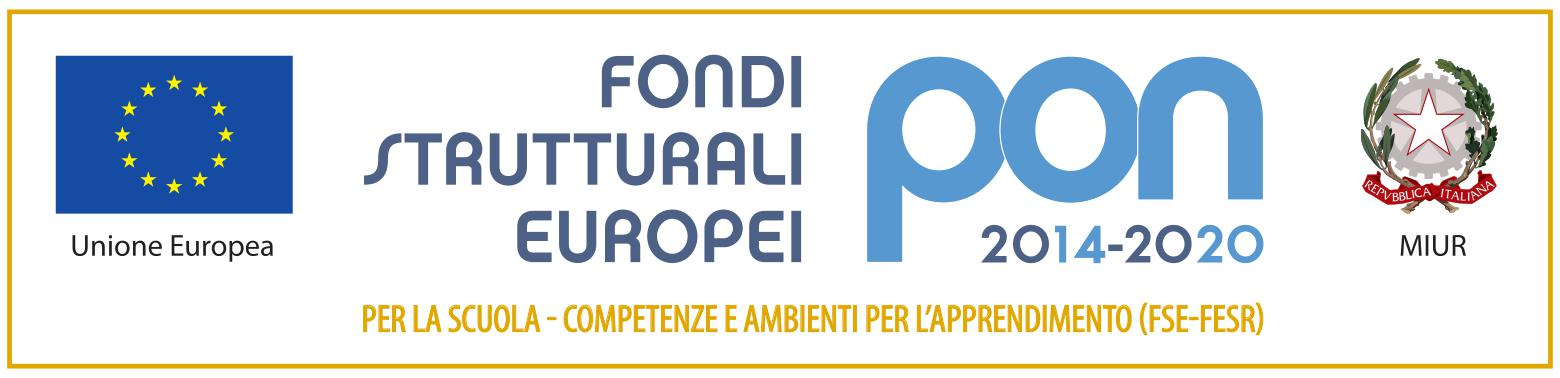 Unione Europea
FONDI
STRUTTURALI
EUROPEI
pon
2014-2020
REPVBBLICA ITALIANA
MIUR
PER LA SCUOLA - COMPETENZE E AMBIENTI PER L'APPRENDIMENTO (FSE-FESR)